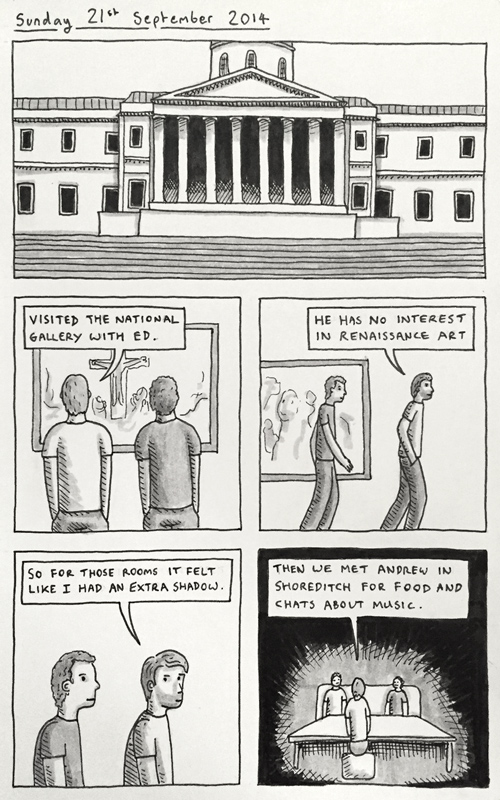 Sunday 21st September 2014
VISITED THE NATIONAL
GALLERY WITH ED.
HE HAS NO INTEREST
IN RENAISSANCE ART
SO FOR THOSE ROOMS IT FELT
LIKE I HAD AN EXTRA SHADOW.
THEN WE MET ANDREW IN
SHOREDITCH FOR FOOD AND
CHATS ABOUT MUSIC.